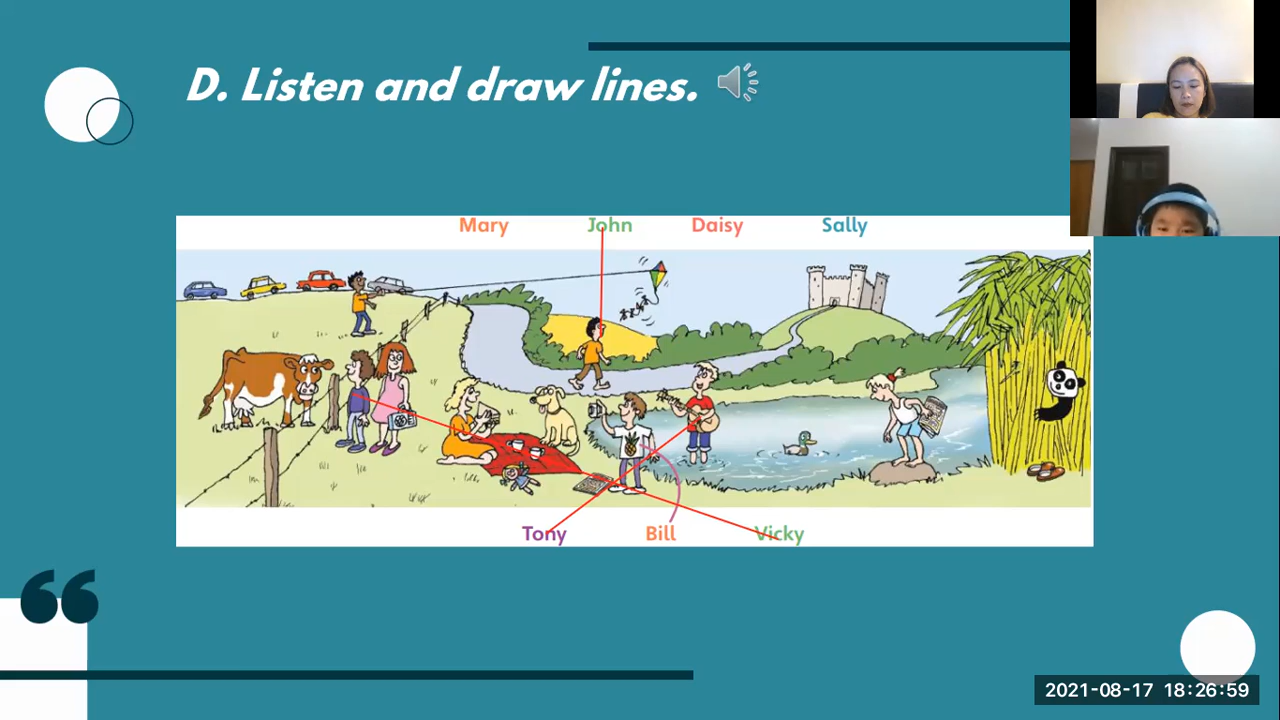 D. Listen and draw lines.
Mary John Daisy Sally
Tony Bill Vicky
2021-08-17 18:26:59